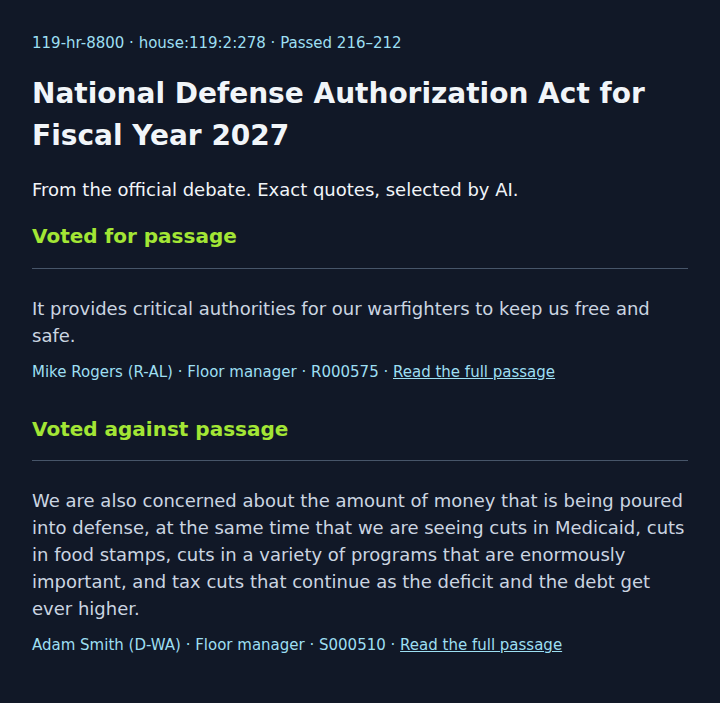 119-hr-8800 · house:119:2:278 · Passed 216–212
National Defense Authorization Act for
Fiscal Year 2027
From the official debate. Exact quotes, selected by AI.
Voted for passage
It provides critical authorities for our warfighters to keep us free and
safe.
Mike Rogers (R-AL) · Floor manager · R000575 · Read the full passage
Voted against passage
We are also concerned about the amount of money that is being poured
into defense, at the same time that we are seeing cuts in Medicaid, cuts
in food stamps, cuts in a variety of programs that are enormously
important, and tax cuts that continue as the deficit and the debt get
ever higher.
Adam Smith (D-WA) · Floor manager · S000510 · Read the full passage